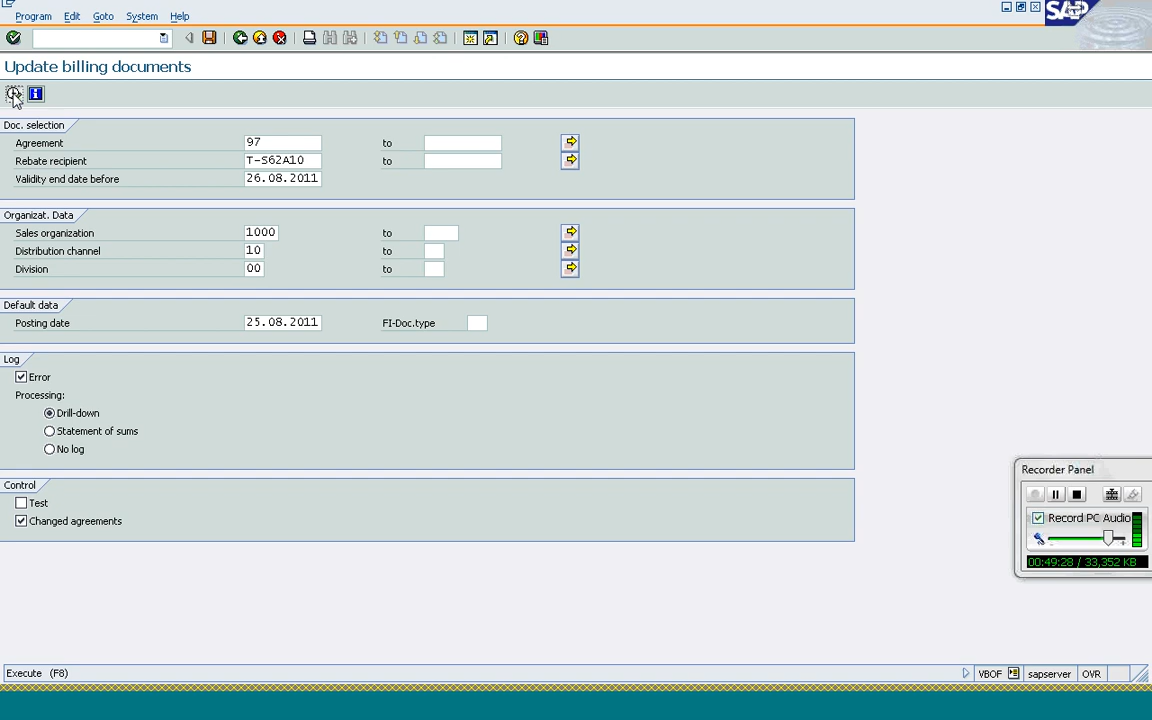 Program Edit Goto System Help
SAP
Update billing documents
Doc. selection
Agreement 97 to
Rebate recipient T-S62A10 to
Validity end date before 26.08.2011
Organizat. Data
Sales organization 1000 to
Distribution channel 10 to
Division 00 to
Default data
Posting date 25.08.2011 FI-Doc.type
Log
Error
Processing:
Drill-down
Statement of sums
No log
Control
Test
Changed agreements
Recorder Panel
Record PC Audio
00:49:28 / 33,352 KB
Execute (F8) VBOF sapserver OVR